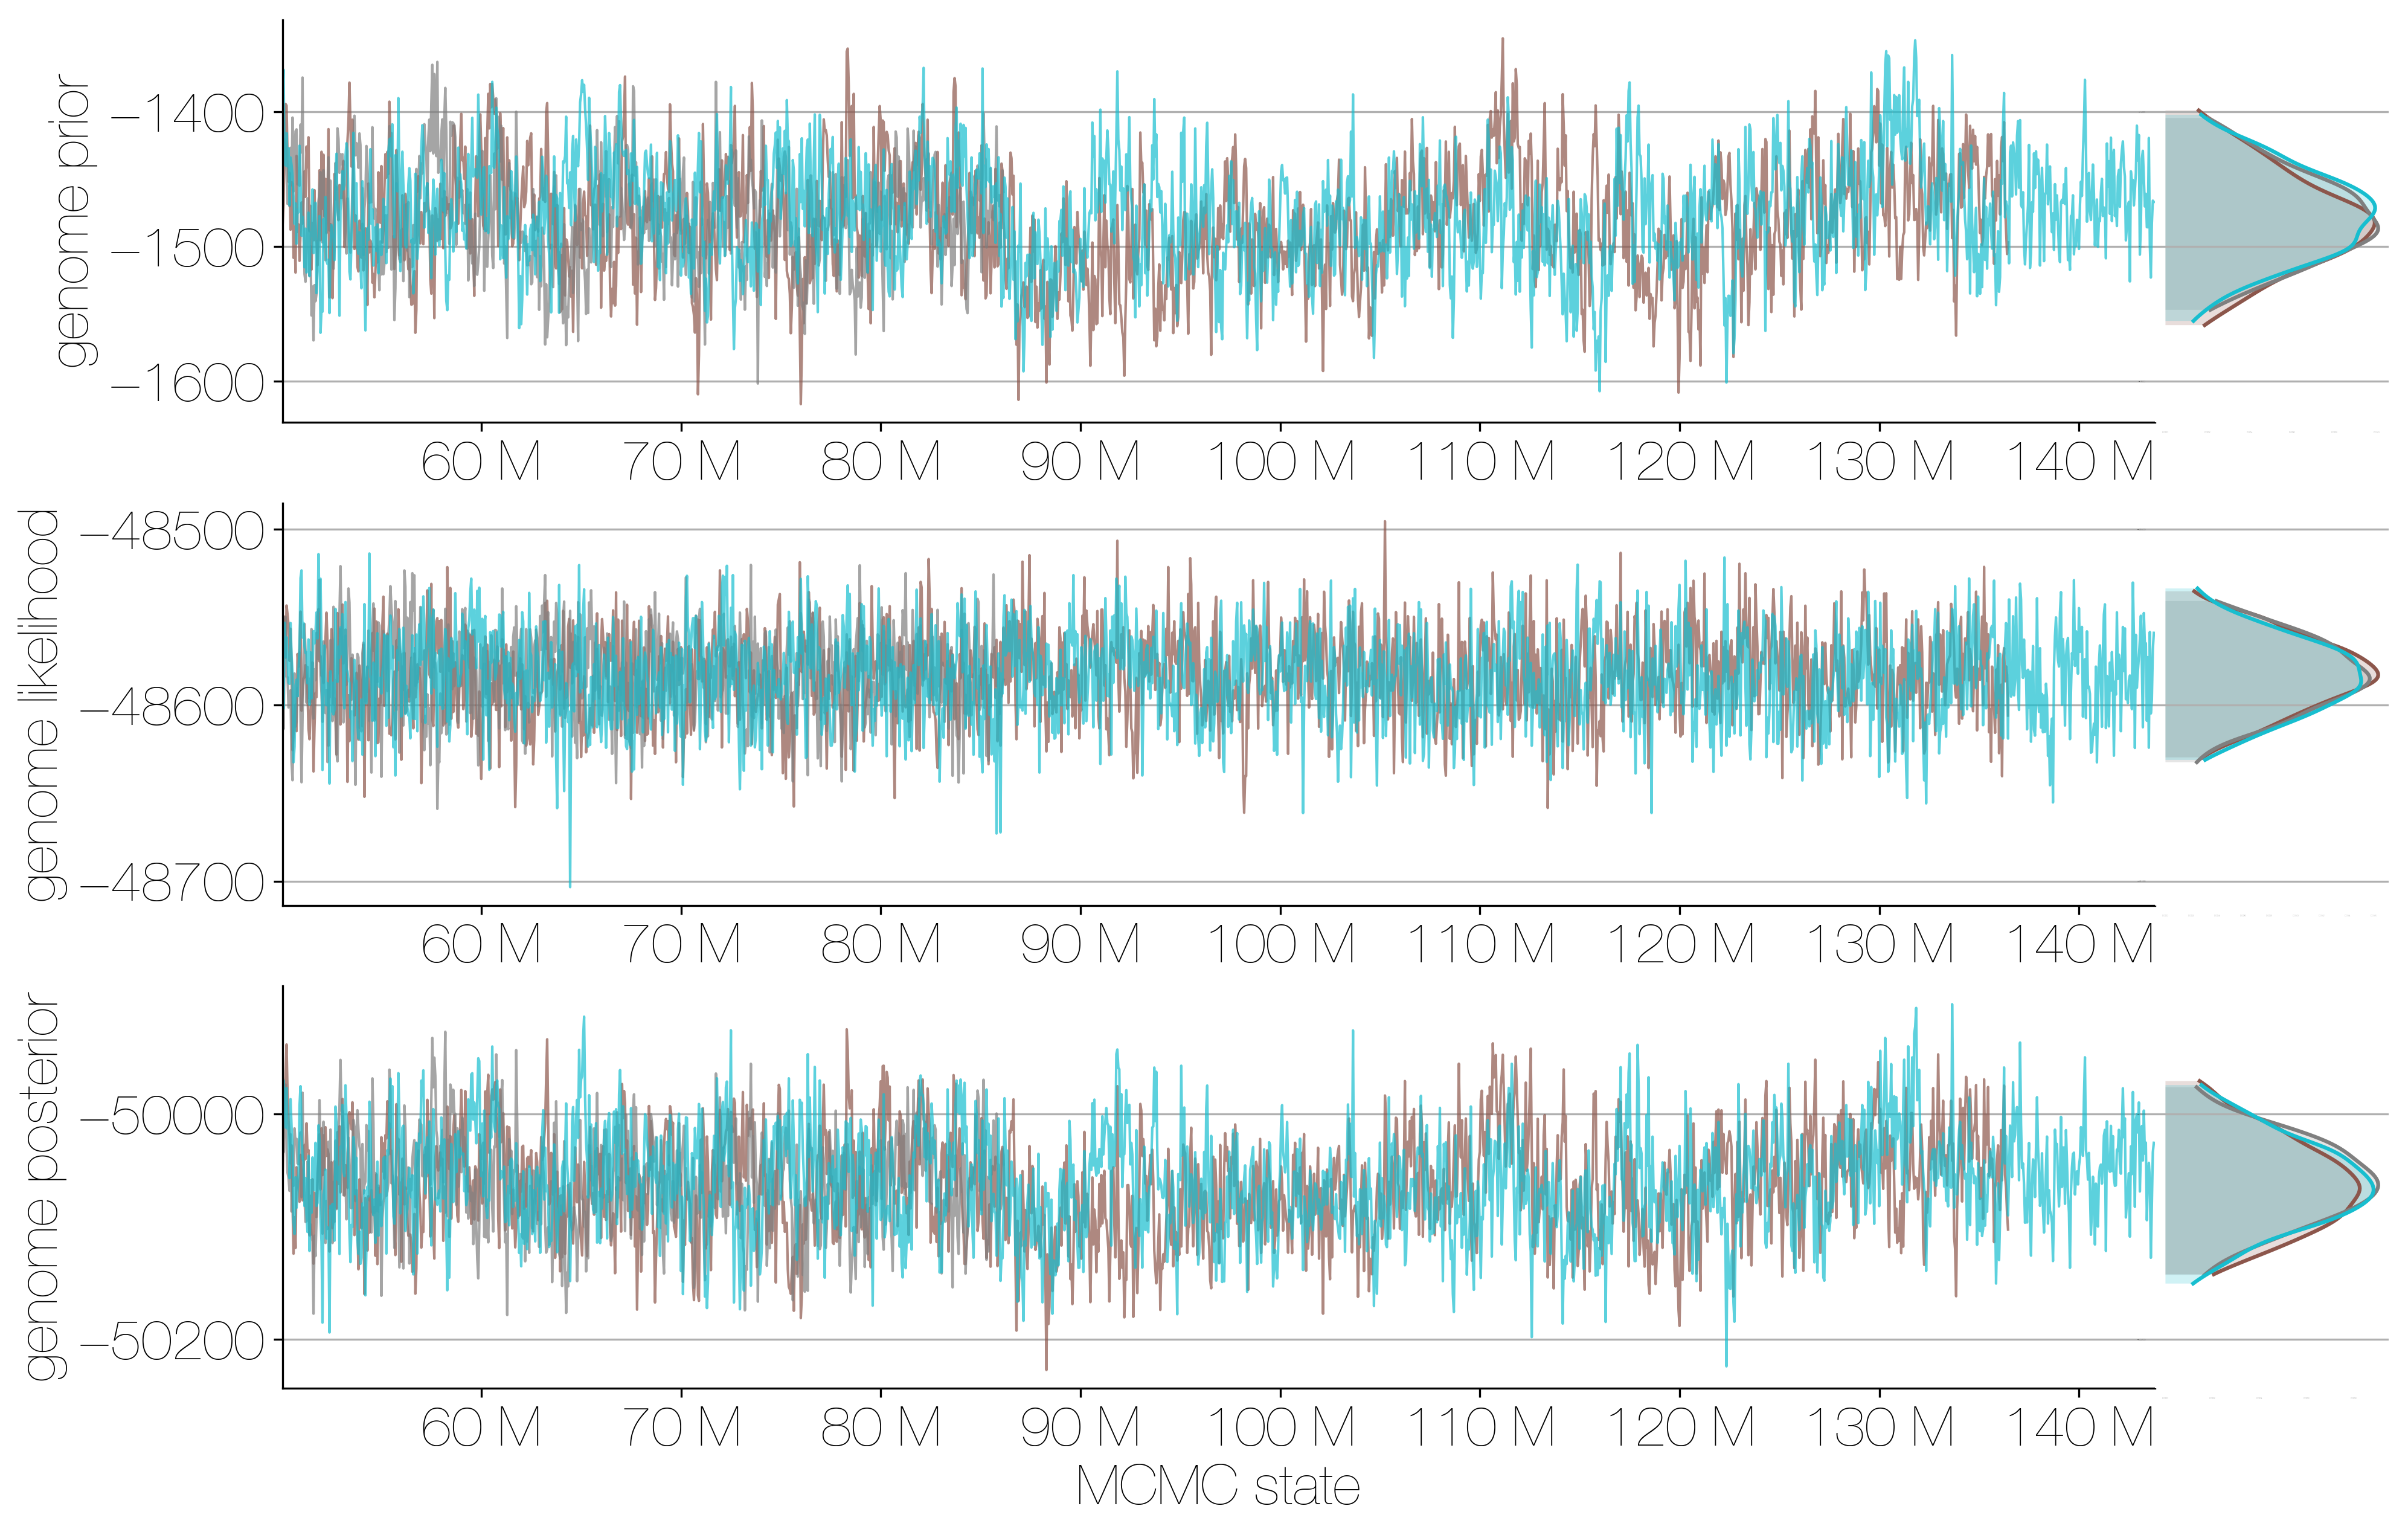 genome prior
−1400
−1500
−1600
60 M 70 M 80 M 90 M 100 M 110 M 120 M 130 M 140 M
genome likelihood
−48500
−48600
−48700
60 M 70 M 80 M 90 M 100 M 110 M 120 M 130 M 140 M
genome posterior
−50000
−50200
60 M 70 M 80 M 90 M 100 M 110 M 120 M 130 M 140 M
MCMC state